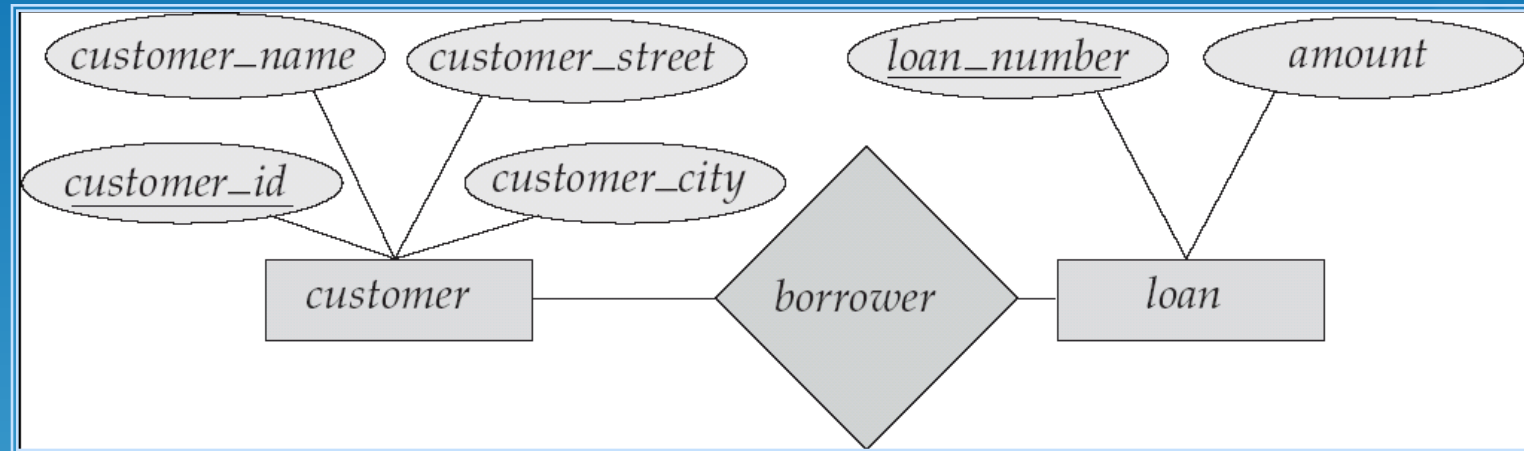 customer_name
customer_street
loan_number
amount
customer_id
customer_city
customer
borrower
loan